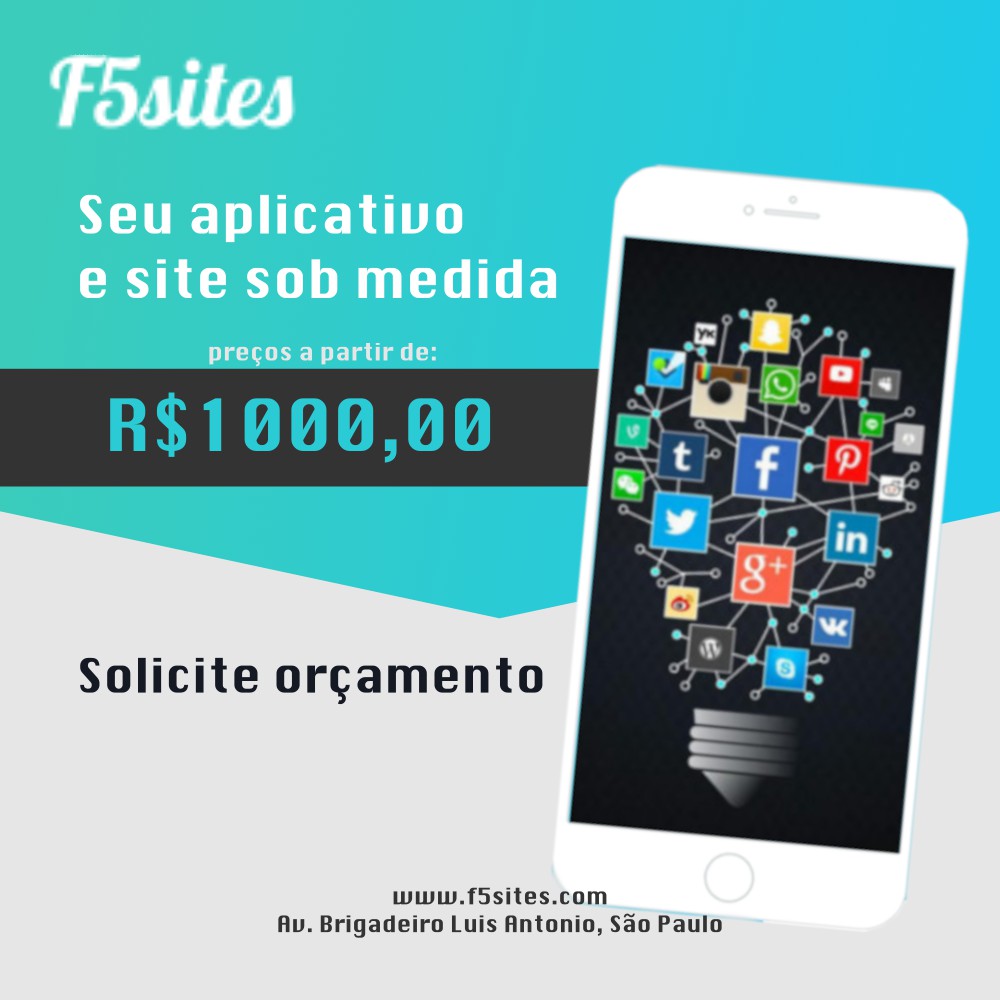 F5sites
Seu aplicativo
e site sob medida
preços a partir de:
R$1000,00
Solicite orçamento
www.f5sites.com
Av. Brigadeiro Luis Antonio, São Paulo